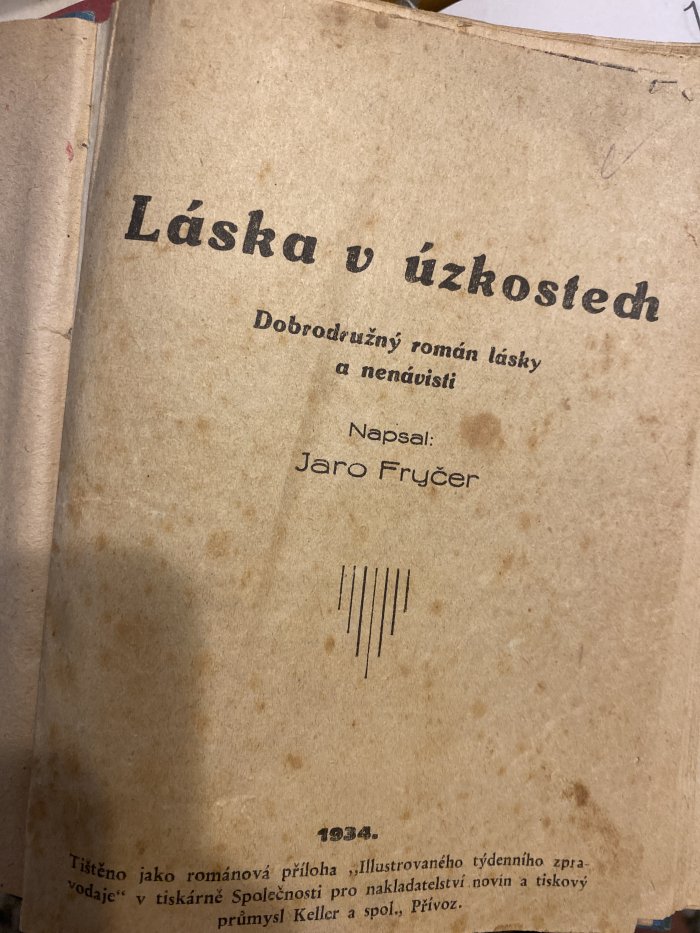 Láska v úzkostech
Dobrodružný román lásky
a nenávisti
Napsal:
Jaro Fryčer
1934.
Tištěno jako románová příloha „Illustrovaného týdenního zpra-
vodaje“ v tiskárně Společnosti pro nakladatelství novin a tiskový
průmysl Keller a spol., Přívoz.